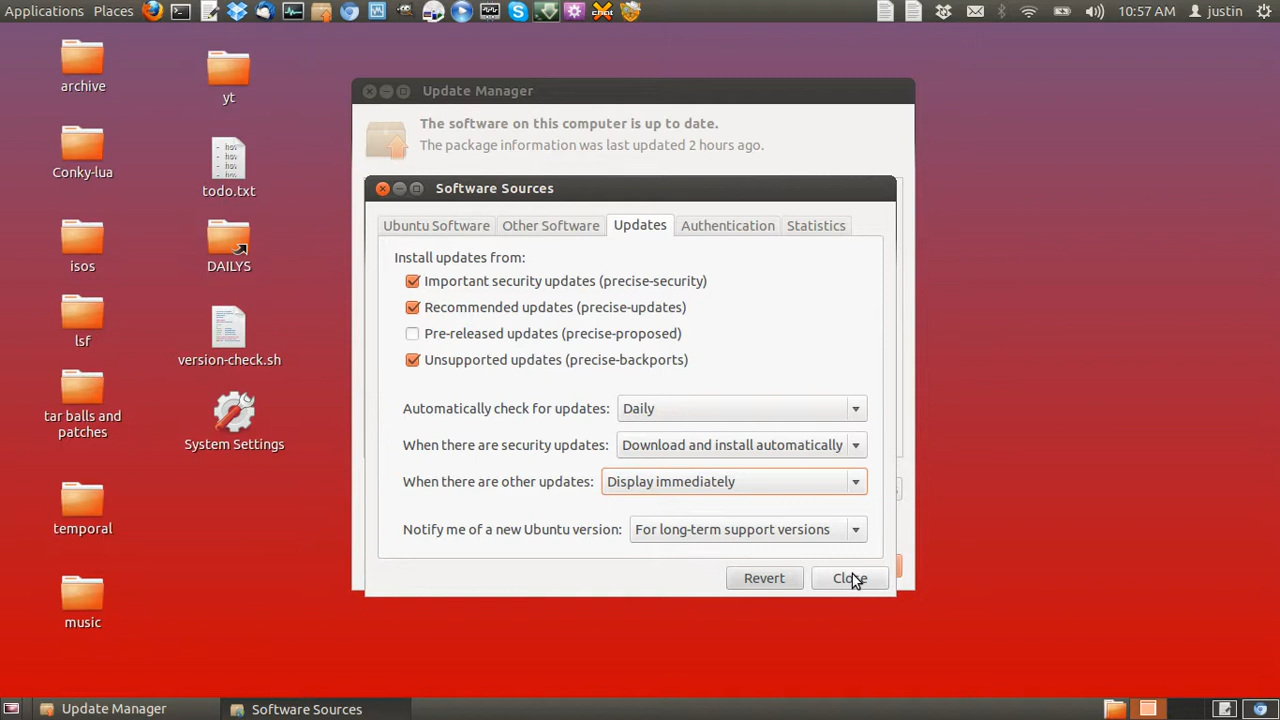 Applications Places 10:57 AM justin
archive
yt
Conky-lua
todo.txt
isos
DAILYS
lsf
version-check.sh
tar balls and
patches
System Settings
temporal
music
Update Manager
The software on this computer is up to date.
The package information was last updated 2 hours ago.
Software Sources
Ubuntu Software Other Software Updates Authentication Statistics
Install updates from:
Important security updates (precise-security)
Recommended updates (precise-updates)
Pre-released updates (precise-proposed)
Unsupported updates (precise-backports)
Automatically check for updates: Daily
When there are security updates: Download and install automatically
When there are other updates: Display immediately
Notify me of a new Ubuntu version: For long-term support versions
Revert Close
Update Manager Software Sources